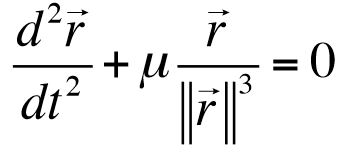 d²r⃗/dt² + μ r⃗/‖r⃗‖³ = 0